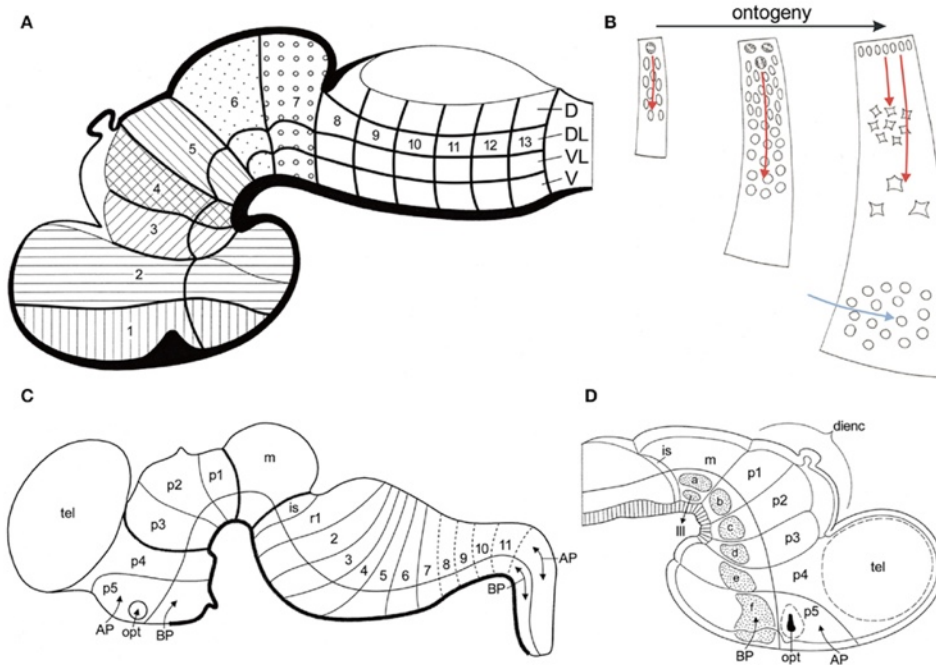 A
6
7
5
4
3
2
1
8
9
10
11
12
13
D
DL
VL
V
B
ontogeny
C
tel
p2
p1
p3
p4
p5
AP
opt
BP
m
is
r1
2
3
4
5
6
7
8
9
10
11
AP
BP
D
dienc
is
m
p1
p2
p3
p4
p5
a
b
c
d
e
f
III
tel
BP
opt
AP